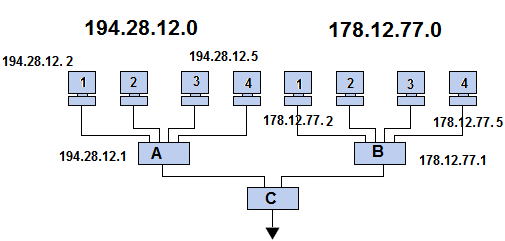 194.28.12.0 178.12.77.0
194.28.12. 2 194.28.12.5
1 2 3 4 1 2 3 4
178.12.77. 2 178.12.77. 5
194.28.12.1 A B 178.12.77.1
C